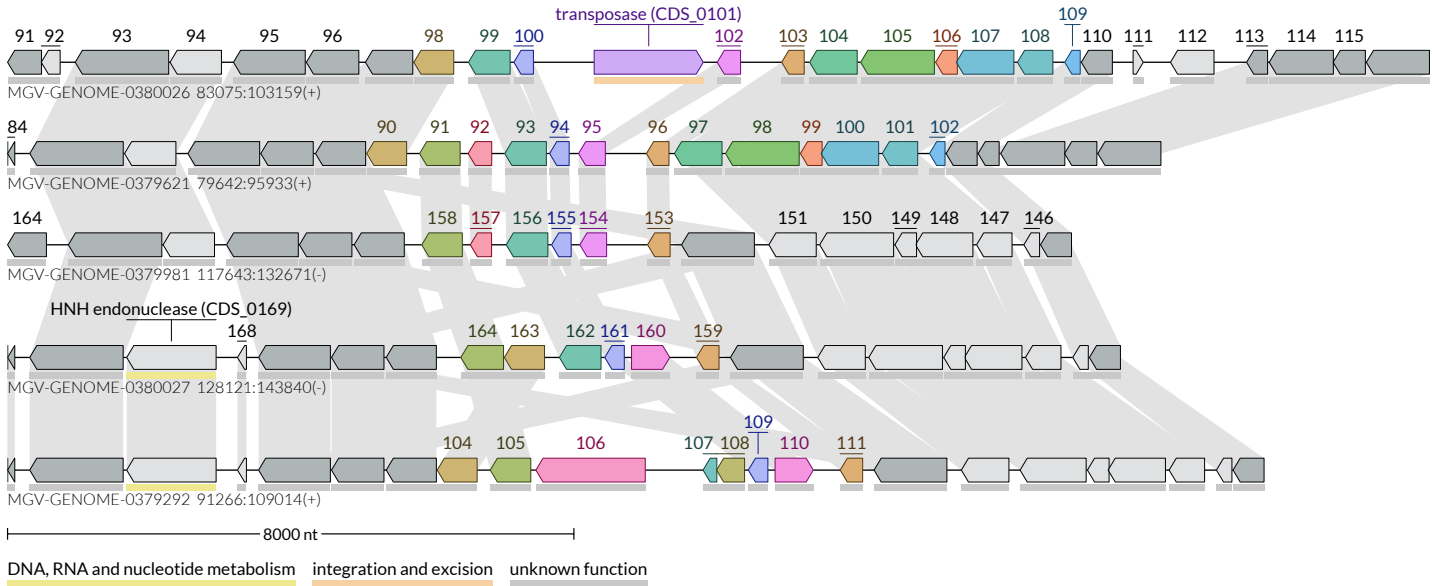 transposase (CDS_0101) 109
91 92 93 94 95 96 98 99 100 102 103 104 105 106 107 108 110 111 112 113 114 115
MGV-GENOME-0380026 83075:103159(+)
84 90 91 92 93 94 95 96 97 98 99 100 101 102
MGV-GENOME-0379621 79642:95933(+)
164 158 157 156 155 154 153 151 150 149 148 147 146
MGV-GENOME-0379981 117643:132671(-)
HNH endonuclease (CDS_0169)
168 164 163 162 161 160 159
MGV-GENOME-0380027 128121:143840(-)
109
104 105 106 107 108 110 111
MGV-GENOME-0379292 91266:109014(+)
8000 nt
DNA, RNA and nucleotide metabolism integration and excision unknown function